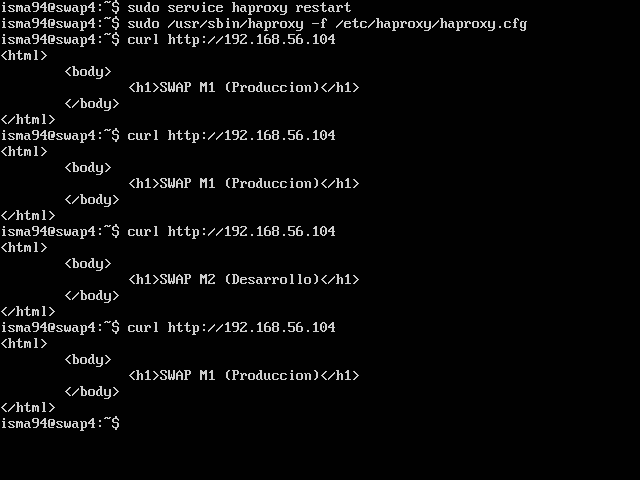 isma94@swap4:~$ sudo service haproxy restart
isma94@swap4:~$ sudo /usr/sbin/haproxy -f /etc/haproxy/haproxy.cfg
isma94@swap4:~$ curl http://192.168.56.104
<html>
        <body>
                <h1>SWAP M1 (Produccion)</h1>
        </body>
</html>
isma94@swap4:~$ curl http://192.168.56.104
<html>
        <body>
                <h1>SWAP M1 (Produccion)</h1>
        </body>
</html>
isma94@swap4:~$ curl http://192.168.56.104
<html>
        <body>
                <h1>SWAP M2 (Desarrollo)</h1>
        </body>
</html>
isma94@swap4:~$ curl http://192.168.56.104
<html>
        <body>
                <h1>SWAP M1 (Produccion)</h1>
        </body>
</html>
isma94@swap4:~$